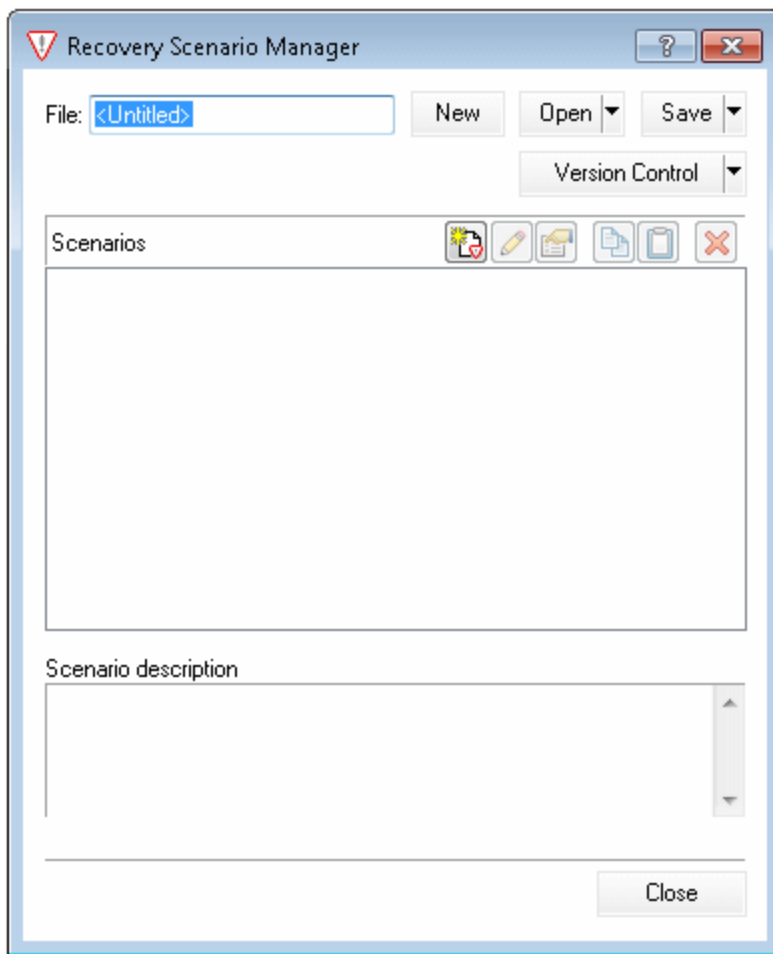 Recovery Scenario Manager
File: <Untitled> New Open Save
Version Control
Scenarios
Scenario description
Close